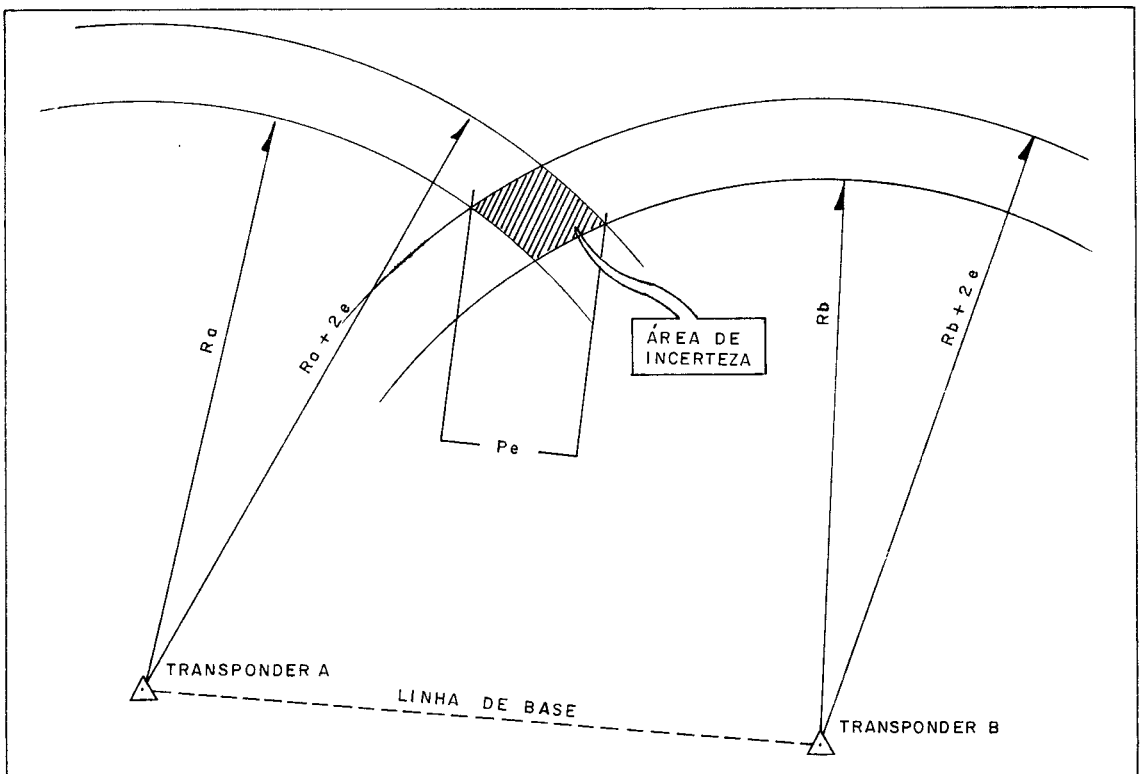 Ra
Ra + 2e
Rb
Rb + 2e
ÁREA DE
INCERTEZA
Pe
TRANSPONDER A
LINHA DE BASE
TRANSPONDER B